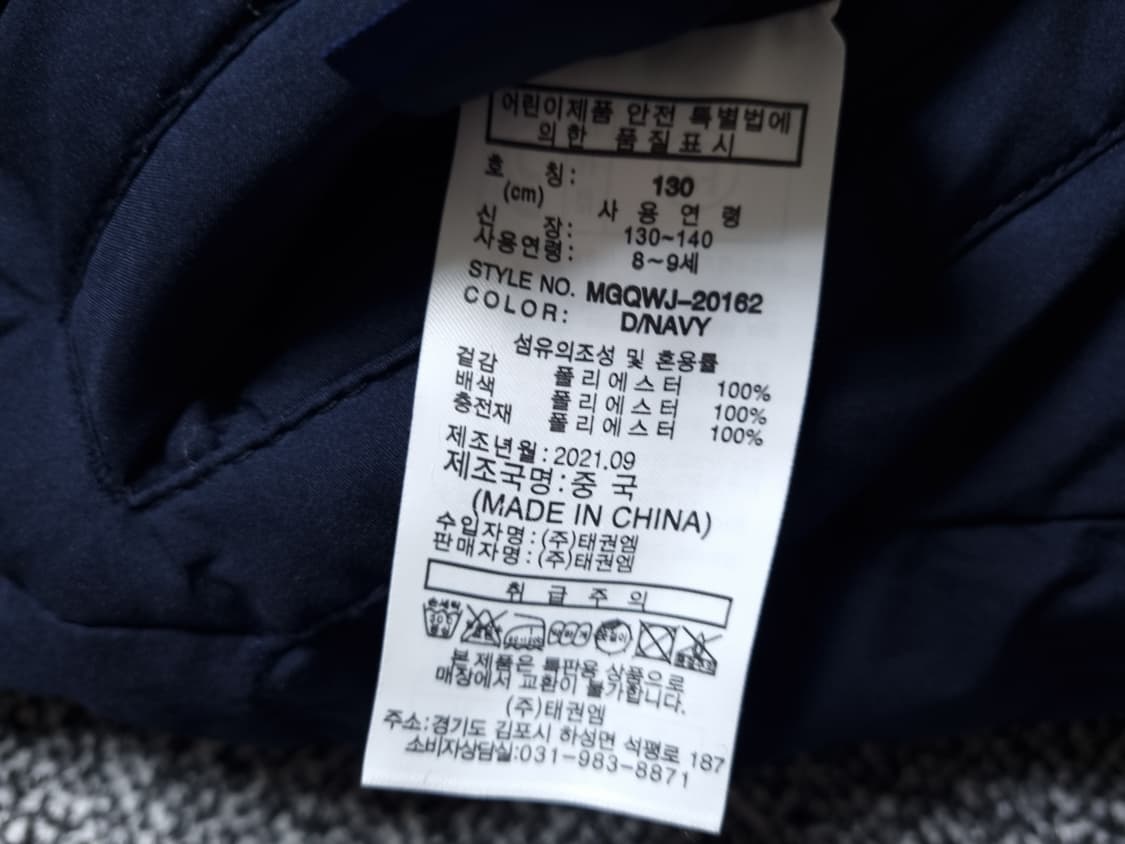 어린이제품 안전 특별법에
의한 품질표시
호 칭: 130
(cm) 사 용 연 령
신 장: 130~140
사용연령: 8~9세
STYLE NO. MGQWJ-20162
COLOR: D/NAVY
섬유의조성 및 혼용률
겉감 폴리에스터 100%
배색 폴리에스터 100%
충전재 폴리에스터 100%
제조년월:2021.09
제조국명:중 국
(MADE IN CHINA)
수입자명:(주)태권엠
판매자명:(주)태권엠
취 급 주 의
본 제품은 특판용 상품으로
매장에서 교환이 불가합니다.
(주)태권엠
주소:경기도 김포시 하성면 석평로 187
소비자상담실:031-983-8871